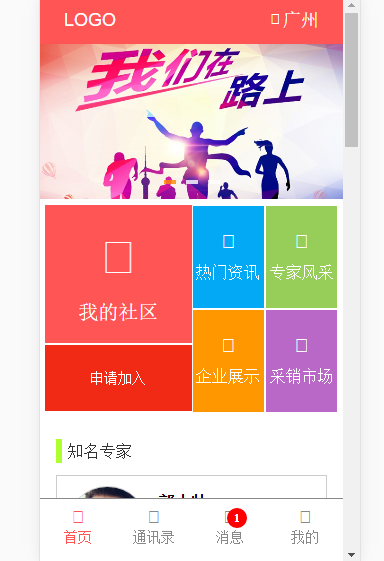 LOGO
广州
我们在
路上
我的社区
热门资讯
专家风采
申请加入
企业展示
采销市场
知名专家
首页
通讯录
1
消息
我的